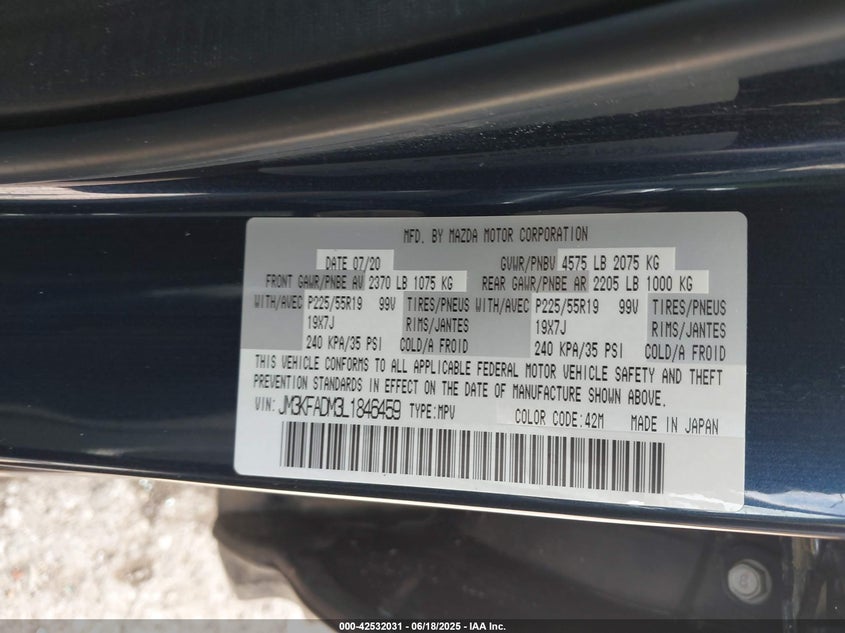 MFD. BY MAZDA MOTOR CORPORATION
DATE 07/20 GVWR/PNBV 4575 LB 2075 KG
FRONT GAWR/PNBE AV 2370 LB 1075 KG REAR GAWR/PNBE AR 2205 LB 1000 KG
WITH/AVEC P225/55R19 99V TIRES/PNEUS WITH/AVEC P225/55R19 99V TIRES/PNEUS
19X7J RIMS/JANTES 19X7J RIMS/JANTES
240 KPA/35 PSI COLD/A FROID 240 KPA/35 PSI COLD/A FROID
THIS VEHICLE CONFORMS TO ALL APPLICABLE FEDERAL MOTOR VEHICLE SAFETY AND THEFT
PREVENTION STANDARDS IN EFFECT ON THE DATE OF MANUFACTURE SHOWN ABOVE.
VIN: JM3KFADM3L1846459 TYPE:MPV COLOR CODE:42M MADE IN JAPAN
8
000-42532031 - 06/18/2025 - IAA Inc.